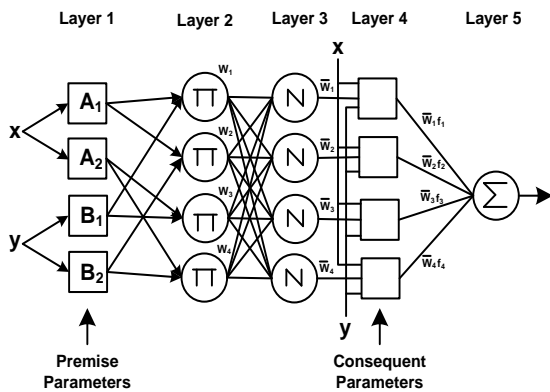 Layer 1 Layer 2 Layer 3 Layer 4 Layer 5
x
W₁ W̅₁
A₁ ∏ N
W̅₁f₁
x
W₂ W̅₂
A₂ ∏ N
W̅₂f₂
∑
W₃ W̅₃
B₁ ∏ N
W̅₃f₃
y
W₄ W̅₄
B₂ ∏ N
W̅₄f₄
y
Premise
Parameters
Consequent
Parameters